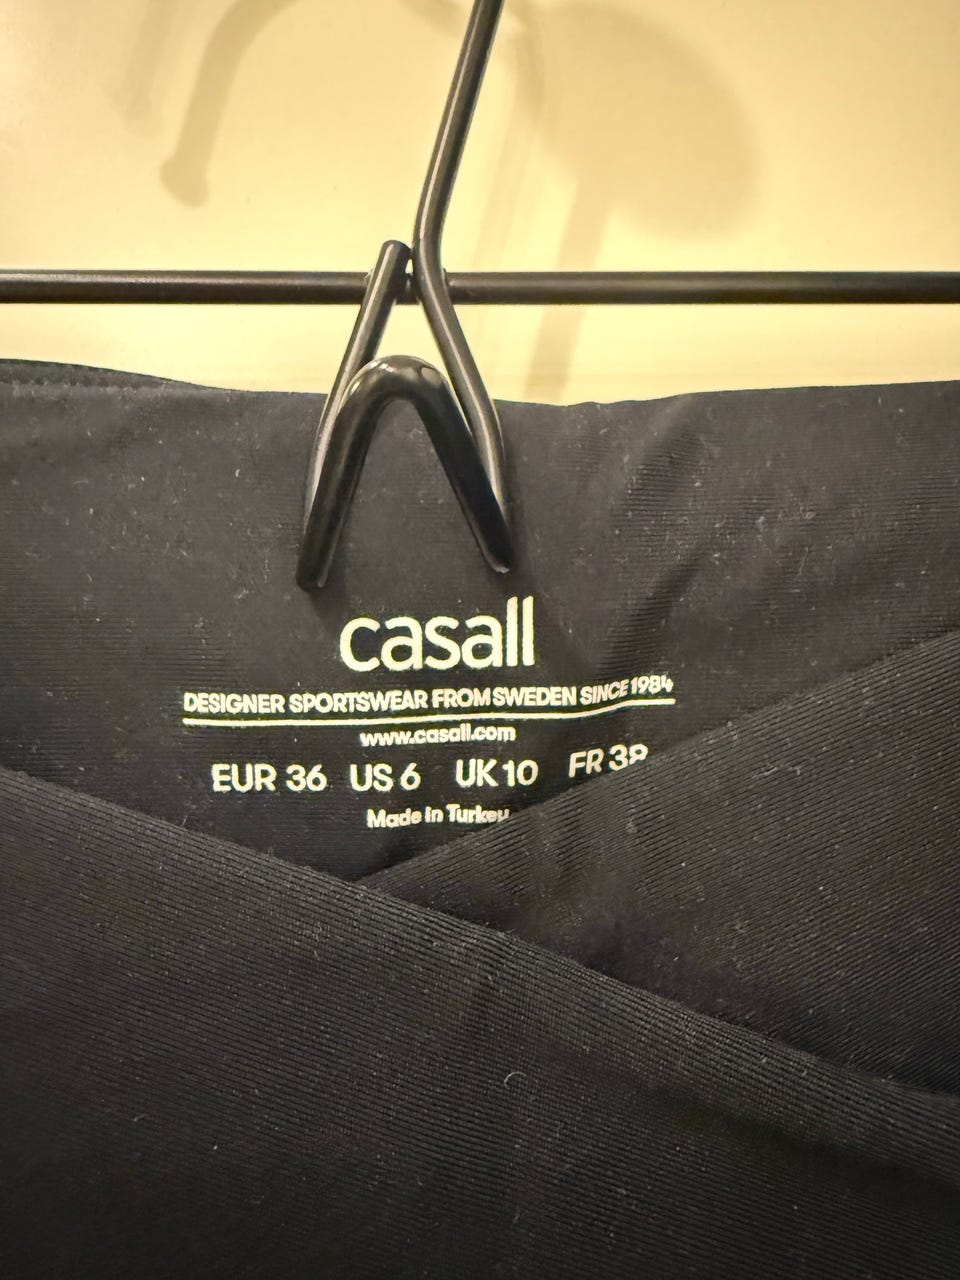 casall
DESIGNER SPORTSWEAR FROM SWEDEN SINCE 1984
www.casall.com
EUR 36 US 6 UK 10 FR 38
Made in Turkey